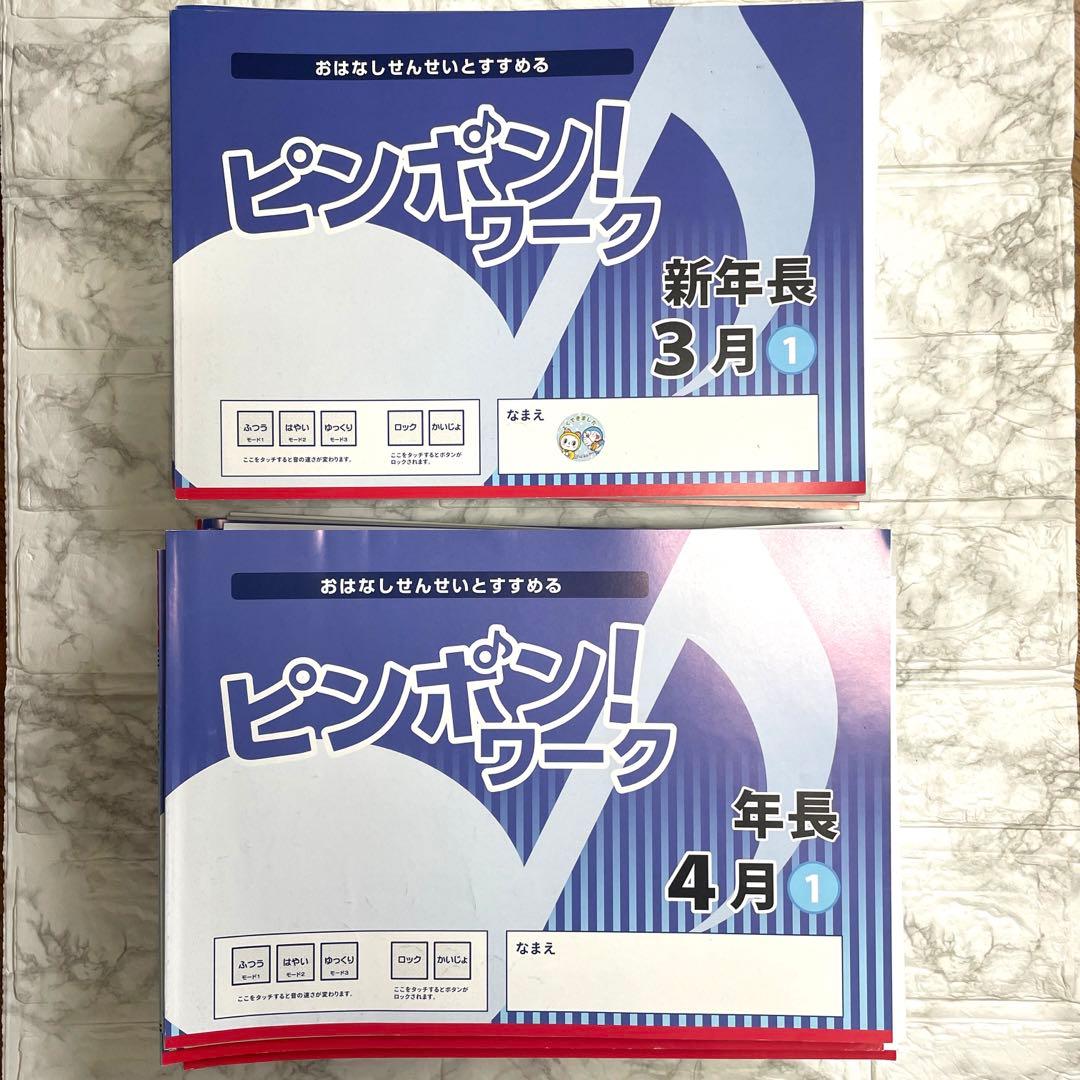 おはなしせんせいとすすめる
ピンポン!
ワーク
新年長
3月 1
ふつう はやい ゆっくり ロック かいじょ
モード1 モード2 モード3
ここをタッチすると音の速さが変わります。
ここをタッチするとボタンが
ロックされます。
なまえ
おはなしせんせいとすすめる
ピンポン!
ワーク
年長
4月 1
ふつう はやい ゆっくり ロック かいじょ
モード1 モード2 モード3
ここをタッチすると音の速さが変わります。
ここをタッチするとボタンが
ロックされます。
なまえ